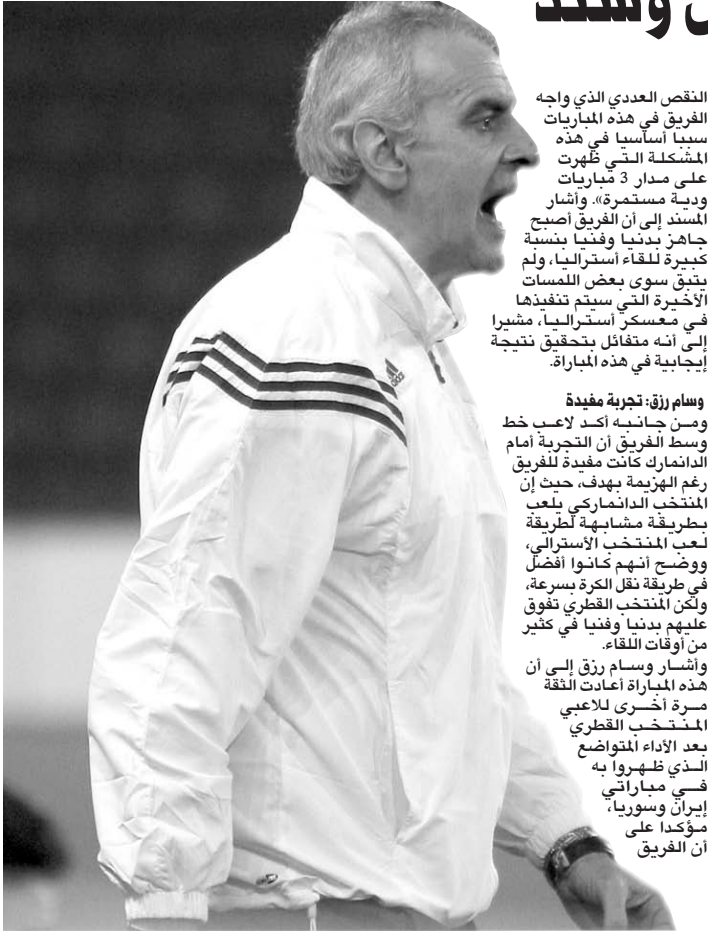 النقص العددي الذي واجه
الفريق في هذه المباريات
سببا أساسيا في هذه
المشكلة التي ظهرت
على مدار 3 مباريات
ودية مستمرة». وأشار
المسند إلى أن الفريق أصبح
جاهز بدنيا وفنيا بنسبة
كبيرة للقاء أستراليا، ولم
يتبق سوى بعض اللمسات
الأخيرة التي سيتم تنفيذها
في معسكر أستراليا، مشيرا
إلى أنه متفائل بتحقيق نتيجة
إيجابية في هذه المباراة.
وسام رزق: تجربة مفيدة
ومن جانبه أكد لاعب خط
وسط الفريق أن التجربة أمام
الدانمارك كانت مفيدة للفريق
رغم الهزيمة بهدف، حيث إن
المنتخب الدانماركي يلعب
بطريقة مشابهة لطريقة
لعب المنتخب الأسترالي،
ووضح أنهم كانوا أفضل
في طريقة نقل الكرة بسرعة،
ولكن المنتخب القطري تفوق
عليهم بدنيا وفنيا في كثير
من أوقات اللقاء.
وأشار وسام رزق إلى أن
هذه المباراة أعادت الثقة
مرة أخرى للاعبي
المنتخب القطري
بعد الأداء المتواضع
الذي ظهروا به
في مباراتي
إيران وسوريا،
مؤكدا على
أن الفريق
adidas